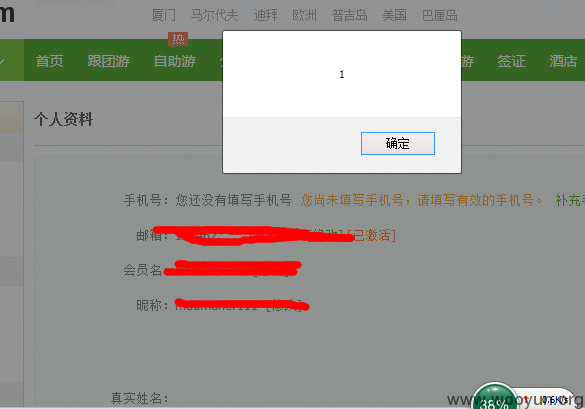 m
厦门 马尔代夫 迪拜 欧洲 普吉岛 美国 巴厘岛
热
首页 跟团游 自助游 游 签证 酒店
1
确定
个人资料
手机号：您还没有填写手机号 您尚未填写手机号，请填写有效的手机号。 补充手
邮箱： [已激活]
会员名
昵称：
真实姓名：
36% 0.6K/s
www.wooyun.org